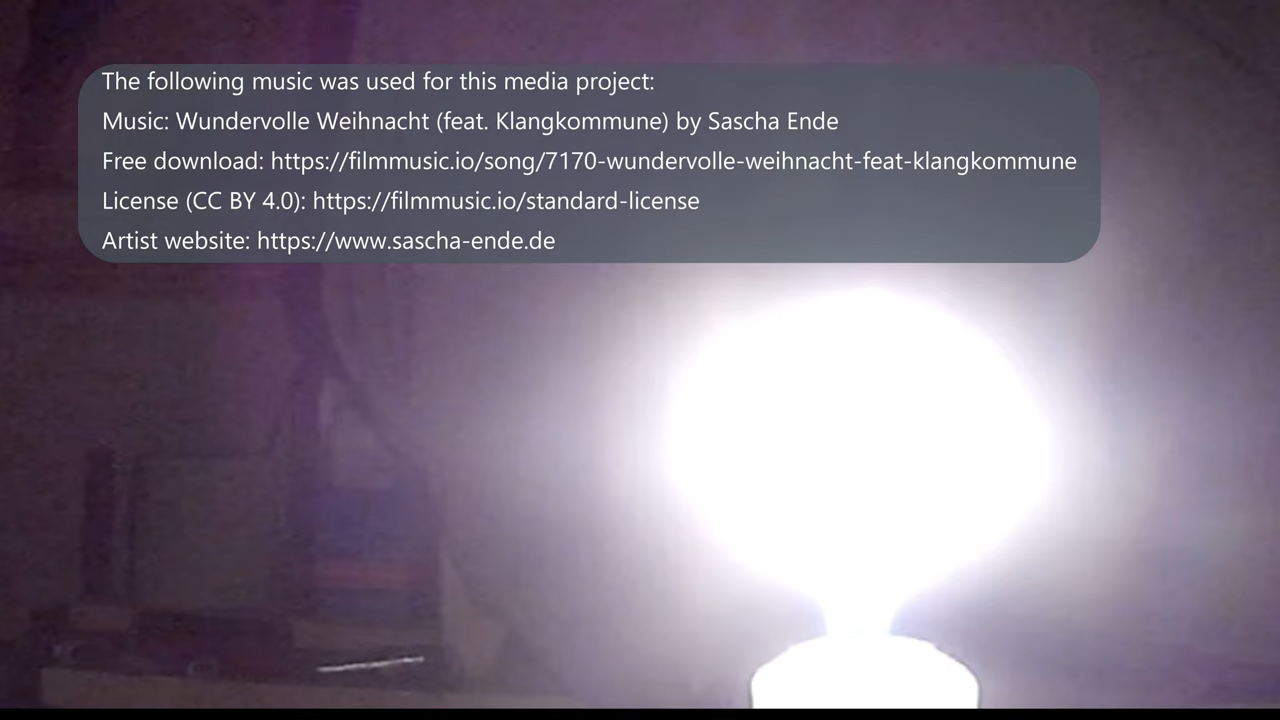 The following music was used for this media project:
Music: Wundervolle Weihnacht (feat. Klangkommune) by Sascha Ende
Free download: https://filmmusic.io/song/7170-wundervolle-weihnacht-feat-klangkommune
License (CC BY 4.0): https://filmmusic.io/standard-license
Artist website: https://www.sascha-ende.de